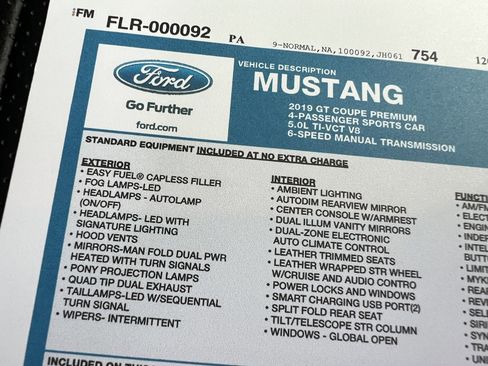 FM FLR-000092 PA 9-NORMAL,NA,100092,JH061 754
Ford
Go Further
ford.com
VEHICLE DESCRIPTION
MUSTANG
2019 GT COUPE PREMIUM
4-PASSENGER SPORTS CAR
5.0L TI-VCT V8
6-SPEED MANUAL TRANSMISSION
STANDARD EQUIPMENT INCLUDED AT NO EXTRA CHARGE
EXTERIOR
• EASY FUEL® CAPLESS FILLER
• FOG LAMPS-LED
• HEADLAMPS - AUTOLAMP
(ON/OFF)
• HEADLAMPS- LED WITH
SIGNATURE LIGHTING
• HOOD VENTS
• MIRRORS-MAN FOLD DUAL PWR
HEATED WITH TURN SIGNALS
• PONY PROJECTION LAMPS
• QUAD TIP DUAL EXHAUST
• TAILLAMPS-LED W/SEQUENTIAL
TURN SIGNAL
• WIPERS- INTERMITTENT
INTERIOR
• AMBIENT LIGHTING
• AUTODIM REARVIEW MIRROR
• CENTER CONSOLE W/ARMREST
• DUAL ILLUM VANITY MIRRORS
• DUAL-ZONE ELECTRONIC
AUTO CLIMATE CONTROL
• LEATHER TRIMMED SEATS
• LEATHER WRAPPED STR WHEEL
W/CRUISE AND AUDIO CONTRO
• POWER LOCKS AND WINDOWS
• SMART CHARGING USB PORT(2)
• SPLIT FOLD REAR SEAT
• TILT/TELESCOPE STR COLUMN
• WINDOWS - GLOBAL OPEN